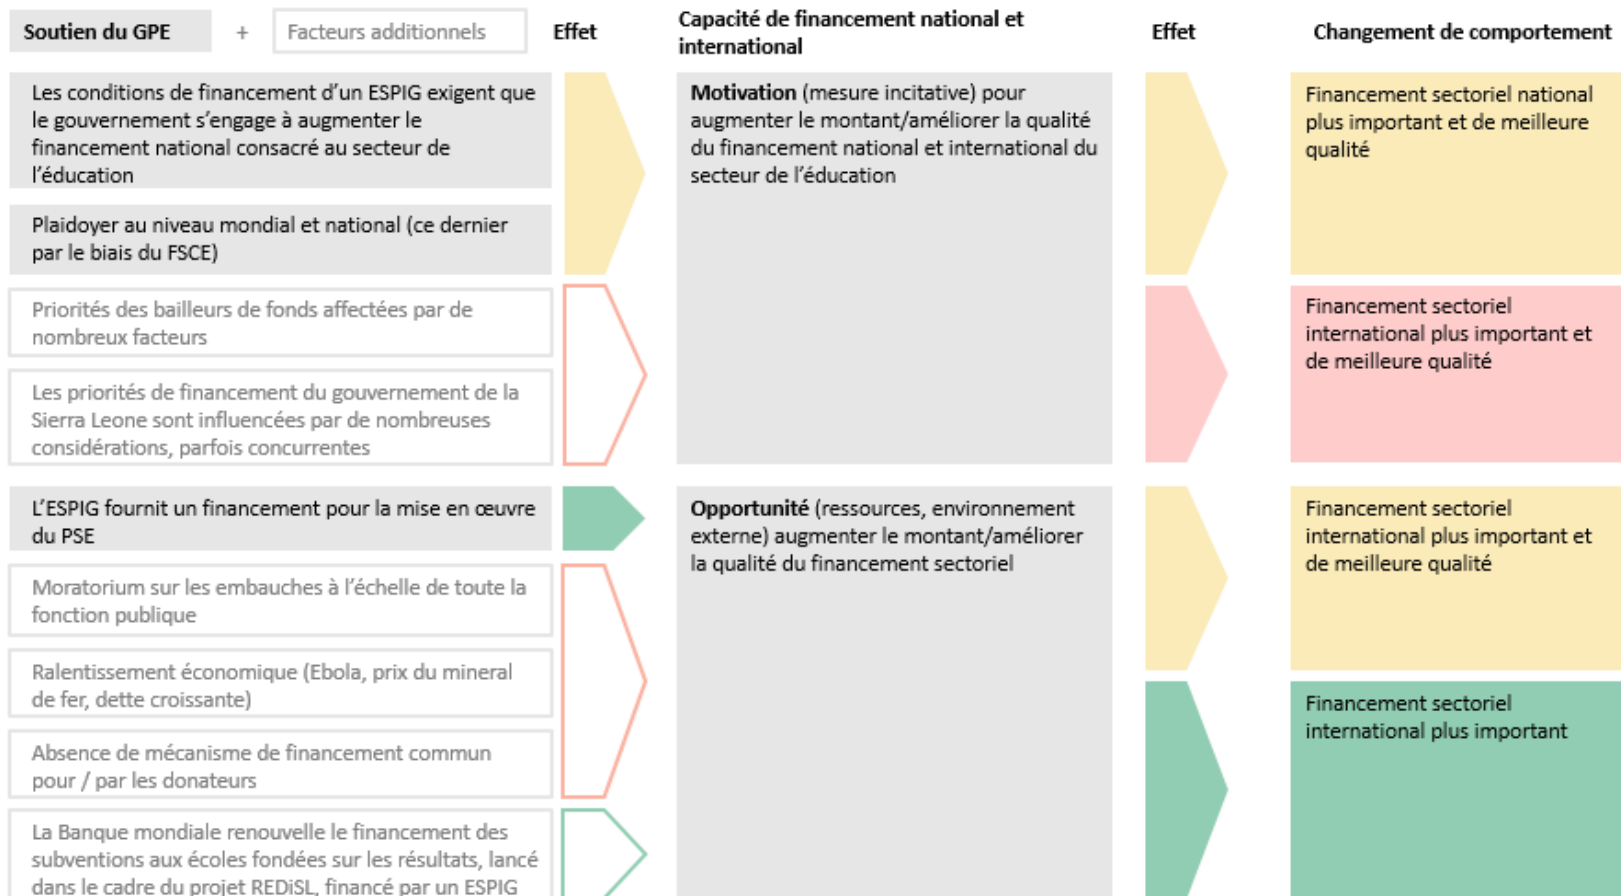 Soutien du GPE
+
Facteurs additionnels
Effet
Capacité de financement national et
international
Effet
Changement de comportement
Les conditions de financement d’un ESPIG exigent que
le gouvernement s’engage à augmenter le
financement national consacré au secteur de
l’éducation
Plaidoyer au niveau mondial et national (ce dernier
par le biais du FSCE)
Priorités des bailleurs de fonds affectées par de
nombreux facteurs
Les priorités de financement du gouvernement de la
Sierra Leone sont influencées par de nombreuses
considérations, parfois concurrentes
Motivation (mesure incitative) pour
augmenter le montant/améliorer la qualité
du financement national et international du
secteur de l’éducation
Financement sectoriel national
plus important et de meilleure
qualité
Financement sectoriel
international plus important et
de meilleure qualité
L’ESPIG fournit un financement pour la mise en œuvre
du PSE
Moratorium sur les embauches à l’échelle de toute la
fonction publique
Ralentissement économique (Ebola, prix du mineral
de fer, dette croissante)
Absence de mécanisme de financement commun
pour / par les donateurs
La Banque mondiale renouvelle le financement des
subventions aux écoles fondées sur les résultats, lancé
dans le cadre du projet REDiSL, financé par un ESPIG
Opportunité (ressources, environnement
externe) augmenter le montant/améliorer
la qualité du financement sectoriel
Financement sectoriel
international plus important et
de meilleure qualité
Financement sectoriel
international plus important